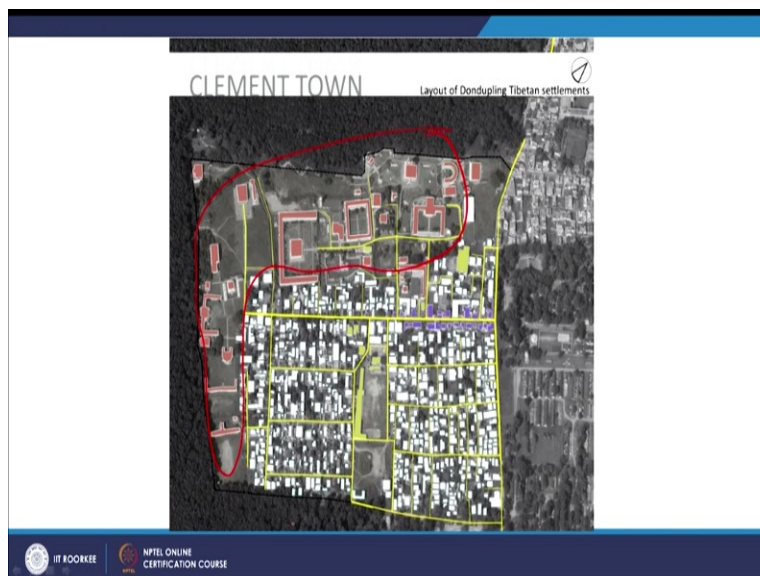 CLEMENT TOWN
Layout of Dondupling Tibetan settlements
IIT ROORKEE
NPTEL ONLINE
CERTIFICATION COURSE